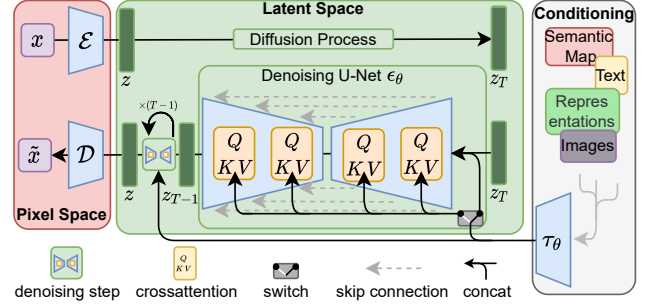 Latent Space
Conditioning
x
ℰ
Diffusion Process
z
z_T
Semantic
Map
Text
Repres
entations
Images
Denoising U-Net ϵ_θ
×(T−1)
x̃
𝒟
Q
KV
Q
KV
Q
KV
Q
KV
z
z_{T−1}
z_T
Pixel Space
τ_θ
Q
KV
denoising step
crossattention
switch
skip connection
concat